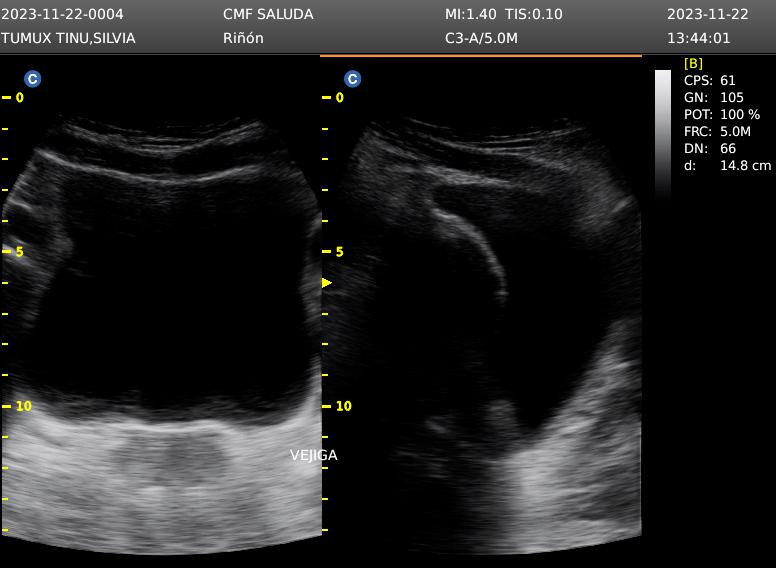 2023-11-22-0004 CMF SALUDA MI:1.40 TIS:0.10 2023-11-22
TUMUX TINU,SILVIA Riñón C3-A/5.0M 13:44:01
C C
[B]
CPS: 61
GN: 105
POT: 100 %
FRC: 5.0M
DN: 66
d: 14.8 cm
0 0
5 5
10 10
VEJIGA